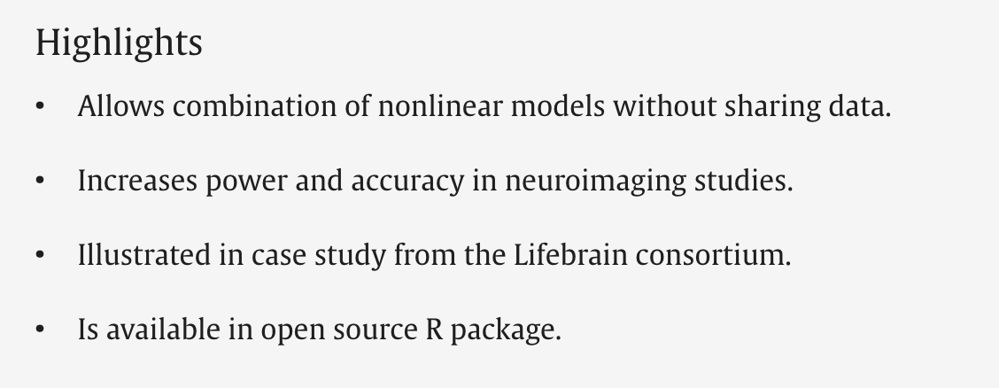 Highlights
• Allows combination of nonlinear models without sharing data.
• Increases power and accuracy in neuroimaging studies.
• Illustrated in case study from the Lifebrain consortium.
• Is available in open source R package.